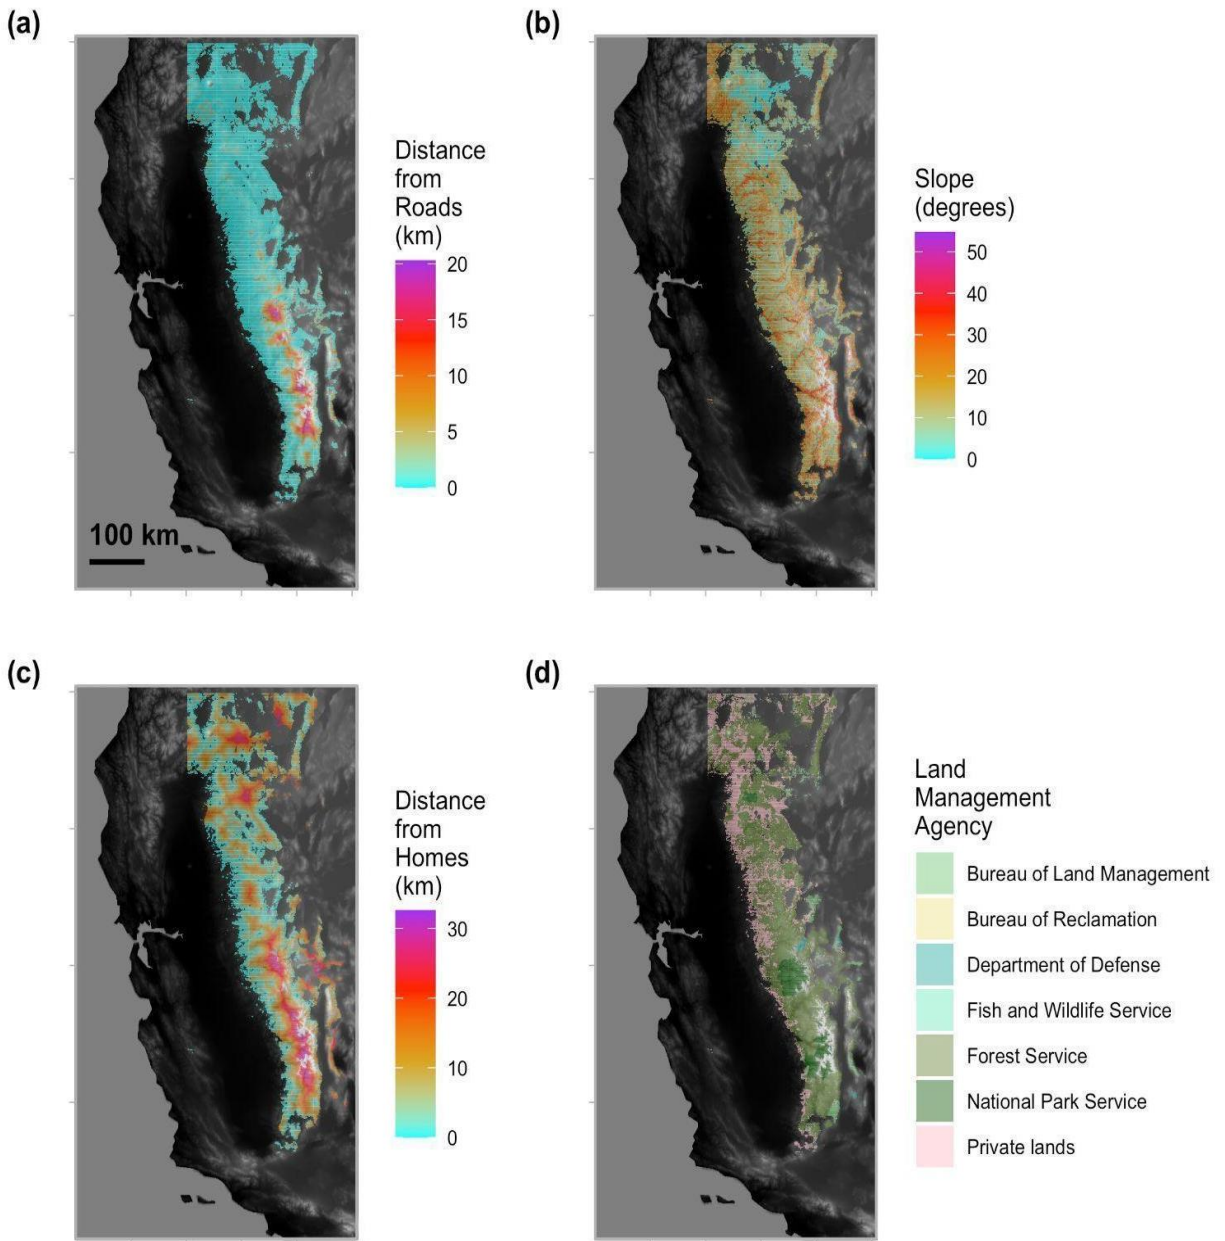 (a)
(b)
Distance
from
Roads
(km)
20
15
10
5
0
100 km
Slope
(degrees)
50
40
30
20
10
0
(c)
(d)
Distance
from
Homes
(km)
30
20
10
0
Land
Management
Agency
Bureau of Land Management
Bureau of Reclamation
Department of Defense
Fish and Wildlife Service
Forest Service
National Park Service
Private lands